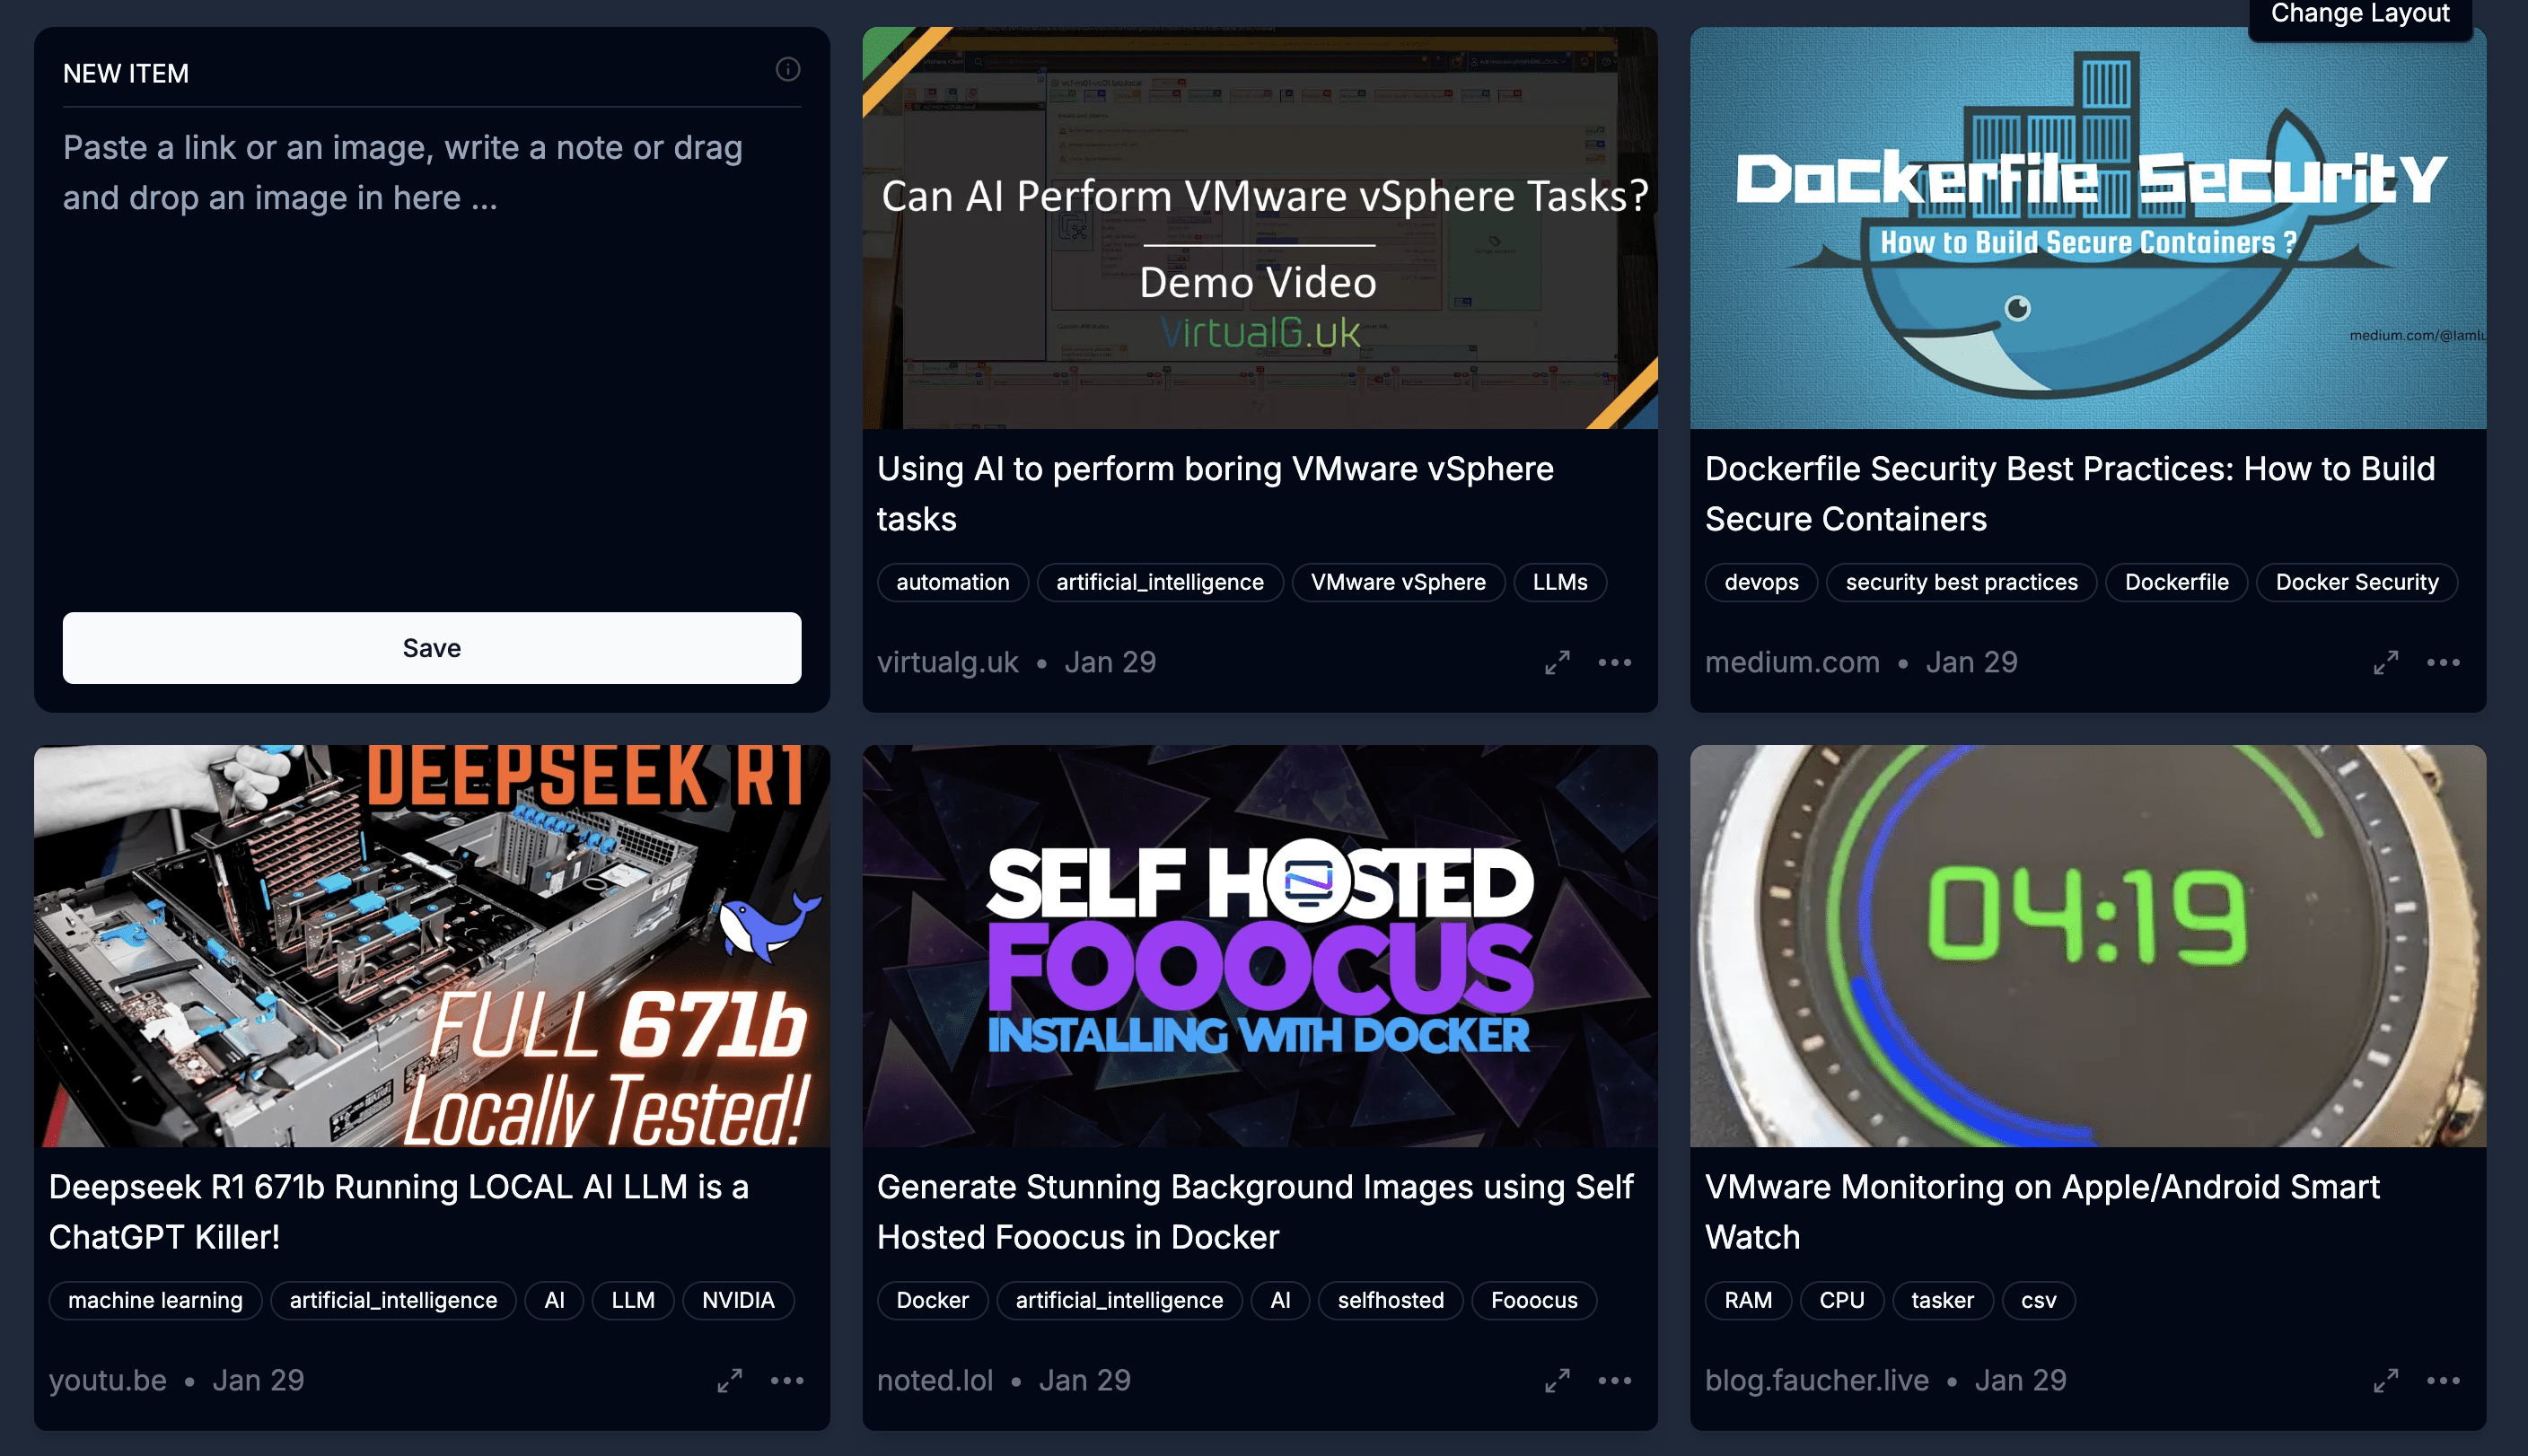 Change Layout
NEW ITEM
Paste a link or an image, write a note or drag
and drop an image in here ...
Save
Can AI Perform VMware vSphere Tasks?
Demo Video
VirtualG.uk
Using AI to perform boring VMware vSphere
tasks
automation
artificial_intelligence
VMware vSphere
LLMs
virtualg.uk • Jan 29
Dockerfile Security
How to Build Secure Containers ?
Dockerfile Security Best Practices: How to Build
Secure Containers
devops
security best practices
Dockerfile
Docker Security
medium.com • Jan 29
DEEPSEEK R1
FULL 671b
Locally Tested!
Deepseek R1 671b Running LOCAL AI LLM is a
ChatGPT Killer!
machine learning
artificial_intelligence
AI
LLM
NVIDIA
youtu.be • Jan 29
SELF HOSTED
FOOOCUS
INSTALLING WITH DOCKER
Generate Stunning Background Images using Self
Hosted Fooocus in Docker
Docker
artificial_intelligence
AI
selfhosted
Fooocus
noted.lol • Jan 29
04:19
VMware Monitoring on Apple/Android Smart
Watch
RAM
CPU
tasker
csv
blog.faucher.live • Jan 29